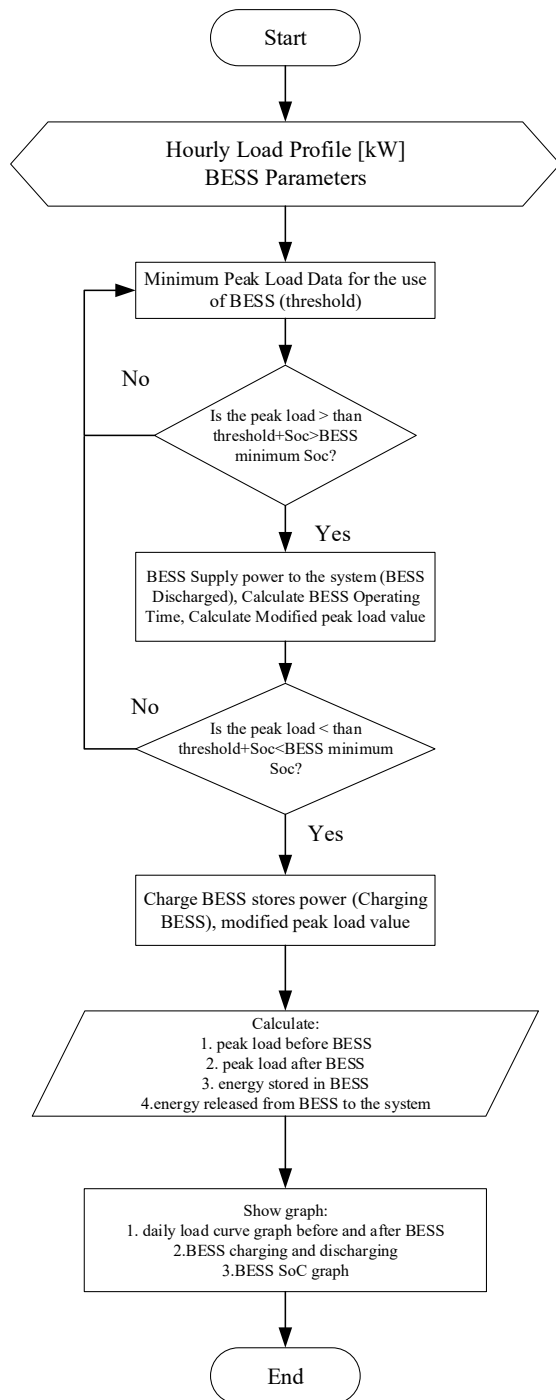 Start
Hourly Load Profile [kW]
BESS Parameters
Minimum Peak Load Data for the use
of BESS (threshold)
No
Is the peak load > than
threshold+Soc>BESS
minimum Soc?
Yes
BESS Supply power to the system (BESS
Discharged), Calculate BESS Operating
Time, Calculate Modified peak load value
No
Is the peak load < than
threshold+Soc<BESS minimum
Soc?
Yes
Charge BESS stores power (Charging
BESS), modified peak load value
Calculate:
1. peak load before BESS
2. peak load after BESS
3. energy stored in BESS
4.energy released from BESS to the system
Show graph:
1. daily load curve graph before and after BESS
2.BESS charging and discharging
3.BESS SoC graph
End